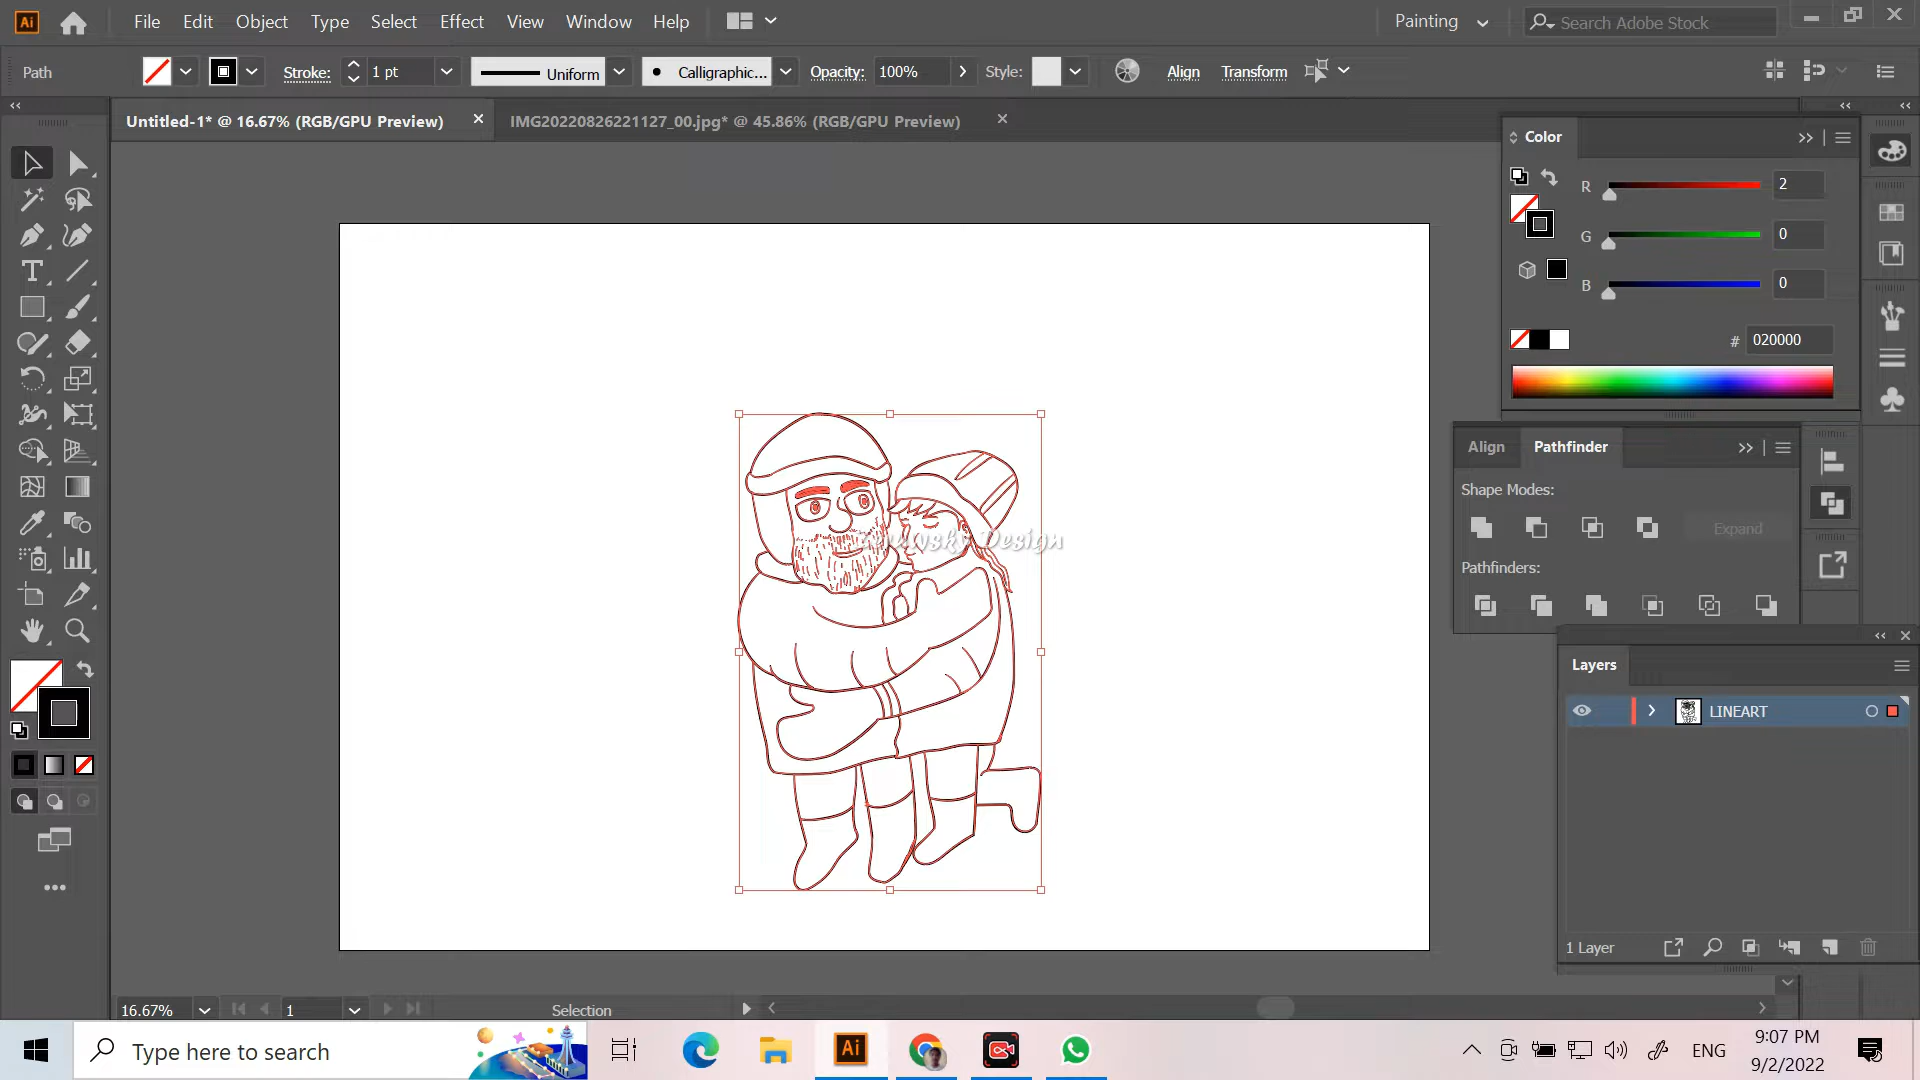 Ai File Edit Object Type Select Effect View Window Help Painting Search Adobe Stock
Path Stroke: 1 pt Uniform Calligraphic... Opacity: 100% Style: Align Transform
Untitled-1* @ 16.67% (RGB/GPU Preview) IMG20220826221127_00.jpg* @ 45.86% (RGB/GPU Preview)
Color
R 2
G 0
B 0
# 020000
Align Pathfinder
Shape Modes:
Expand
Pathfinders:
Design
Layers
LINEART
1 Layer
16.67% 1 Selection
Type here to search Ai ENG 9:07 PM
9/2/2022